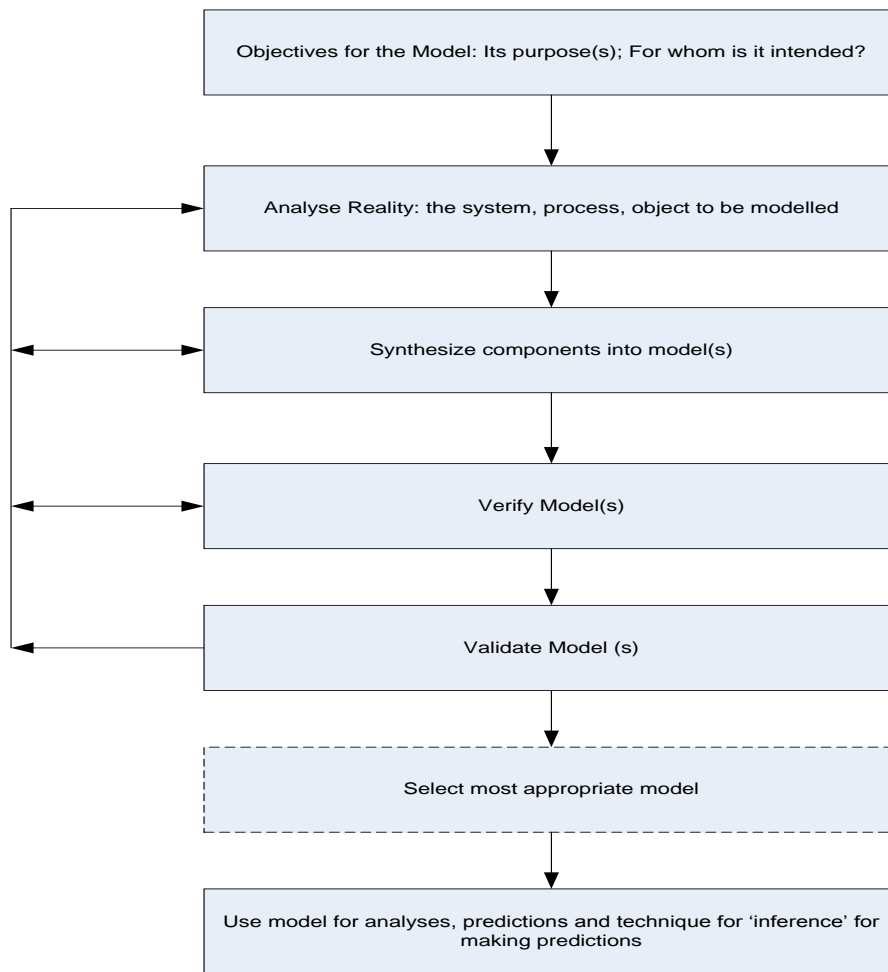 Objectives for the Model: Its purpose(s); For whom is it intended?
Analyse Reality: the system, process, object to be modelled
Synthesize components into model(s)
Verify Model(s)
Validate Model (s)
Select most appropriate model
Use model for analyses, predictions and technique for ‘inference’ for
making predictions